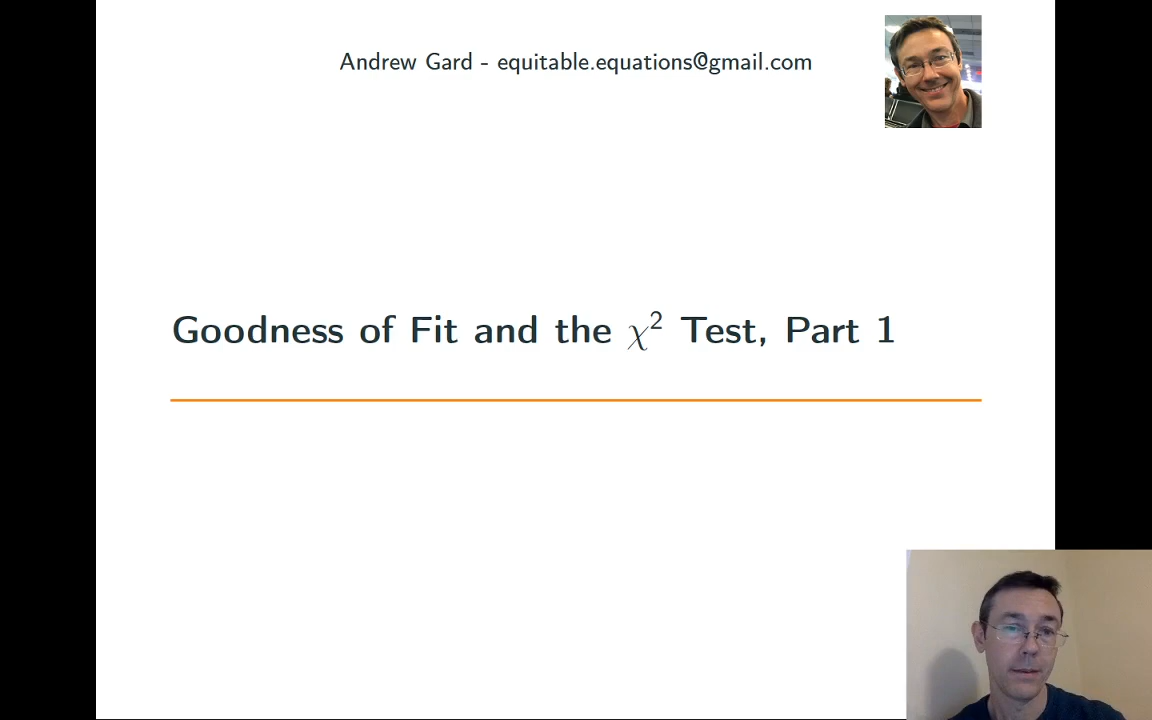 Andrew Gard - equitable.equations@gmail.com
Goodness of Fit and the χ² Test, Part 1